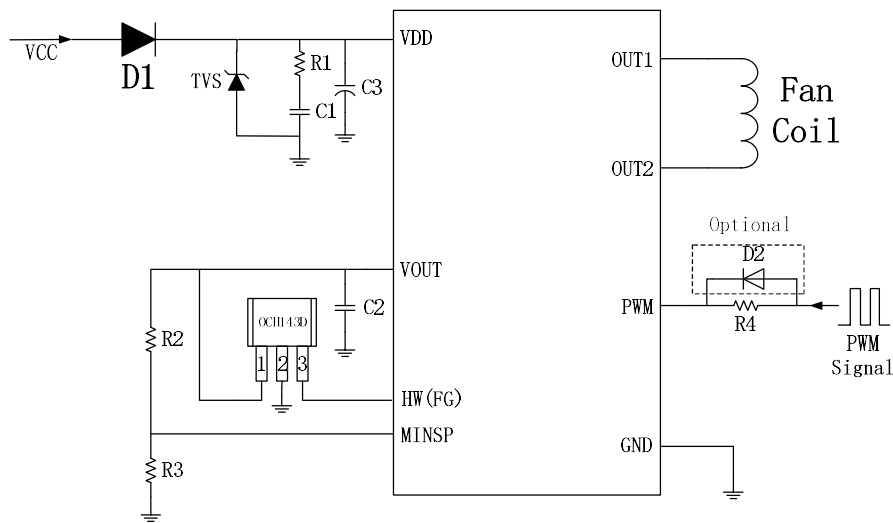 VCC
D1
TVS
R1
C1
C3
VDD
OUT1
Fan
Coil
OUT2
Optional
D2
VOUT
C2
OCH143D
1 2 3
R2
PWM
R4
PWM
Signal
HW(FG)
MINSP
GND
R3